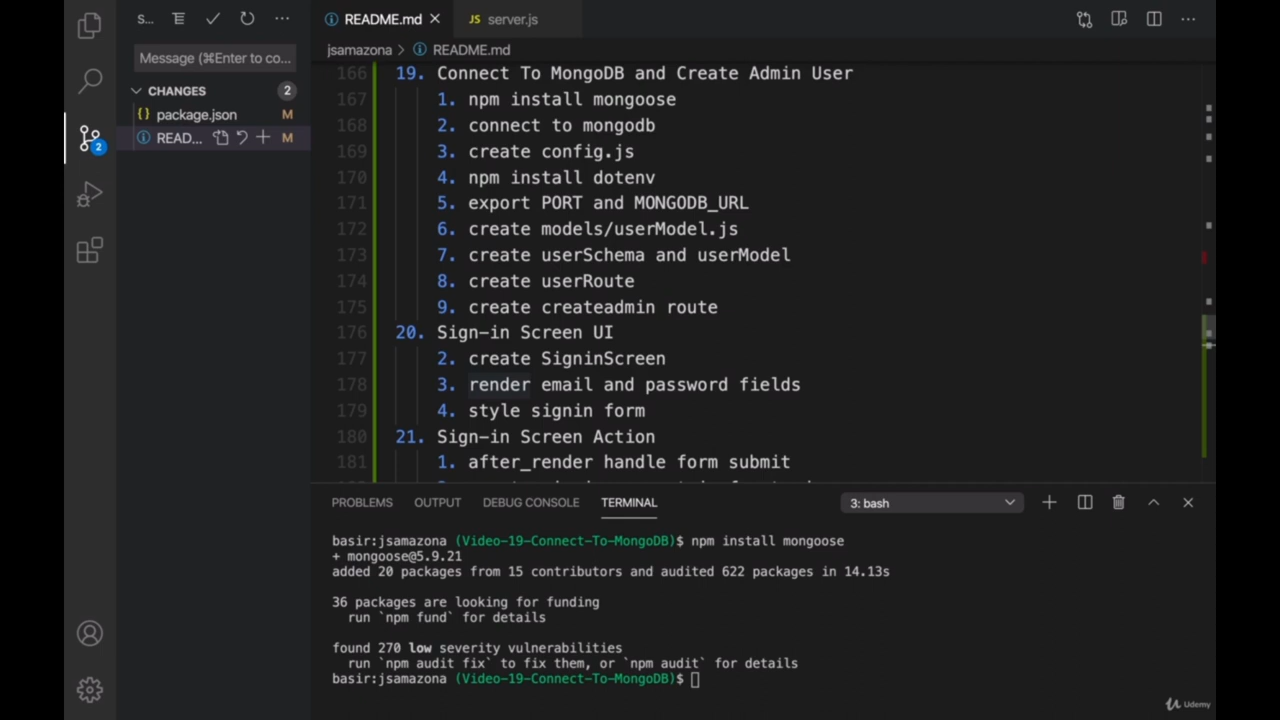 S...
README.md
JS server.js
Message (⌘Enter to co...
jsamazona > README.md
CHANGES 2
{} package.json M
READ... M
2
166 19. Connect To MongoDB and Create Admin User
167 1. npm install mongoose
168 2. connect to mongodb
169 3. create config.js
170 4. npm install dotenv
171 5. export PORT and MONGODB_URL
172 6. create models/userModel.js
173 7. create userSchema and userModel
174 8. create userRoute
175 9. create createadmin route
176 20. Sign-in Screen UI
177 2. create SigninScreen
178 3. render email and password fields
179 4. style signin form
180 21. Sign-in Screen Action
181 1. after_render handle form submit
PROBLEMS OUTPUT DEBUG CONSOLE TERMINAL 3: bash
basir:jsamazona (Video-19-Connect-To-MongoDB)$ npm install mongoose
+ mongoose@5.9.21
added 20 packages from 15 contributors and audited 622 packages in 14.13s
36 packages are looking for funding
run `npm fund` for details
found 270 low severity vulnerabilities
run `npm audit fix` to fix them, or `npm audit` for details
basir:jsamazona (Video-19-Connect-To-MongoDB)$
Udemy